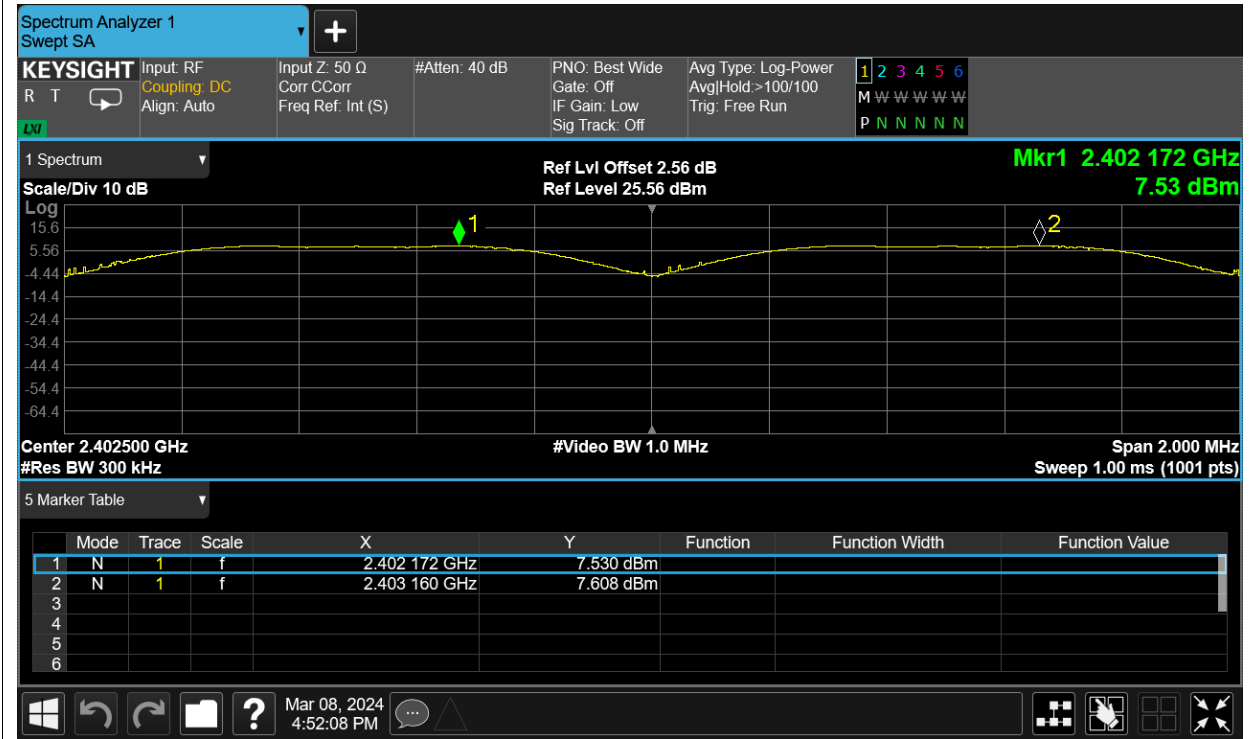 Spectrum Analyzer 1
Swept SA
+
KEYSIGHT
R T
LXI
Input: RF
Coupling: DC
Align: Auto
Input Z: 50 Ω
Corr CCorr
Freq Ref: Int (S)
#Atten: 40 dB
PNO: Best Wide
Gate: Off
IF Gain: Low
Sig Track: Off
Avg Type: Log-Power
Avg|Hold:>100/100
Trig: Free Run
1 2 3 4 5 6
M W W W W W
P N N N N N
1 Spectrum
Scale/Div 10 dB
Ref Lvl Offset 2.56 dB
Ref Level 25.56 dBm
Mkr1 2.402 172 GHz
7.53 dBm
Log
15.6
5.56
-4.44
-14.4
-24.4
-34.4
-44.4
-54.4
-64.4
1
2
Center 2.402500 GHz
#Res BW 300 kHz
#Video BW 1.0 MHz
Span 2.000 MHz
Sweep 1.00 ms (1001 pts)
5 Marker Table
Mode Trace Scale X Y Function Function Width Function Value
1 N 1 f 2.402 172 GHz 7.530 dBm
2 N 1 f 2.403 160 GHz 7.608 dBm
3
4
5
6
?
Mar 08, 2024
4:52:08 PM